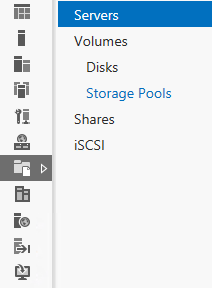 Servers
Volumes
Disks
Storage Pools
Shares
iSCSI